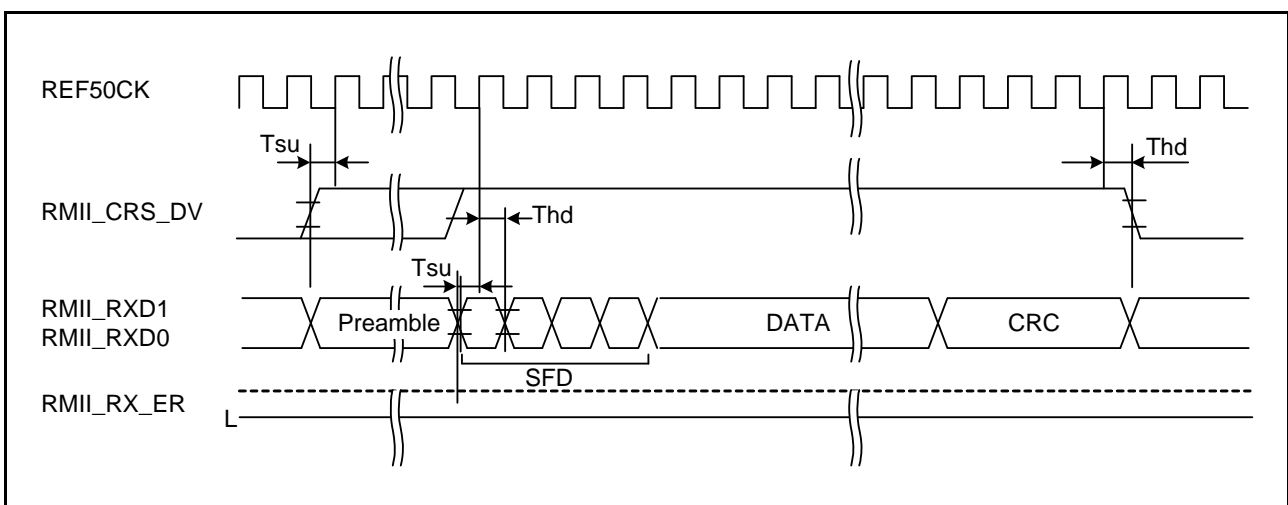 REF50CK
Tsu
Thd
RMII_CRS_DV
Thd
Tsu
RMII_RXD1
RMII_RXD0
Preamble
DATA
CRC
SFD
RMII_RX_ER
L